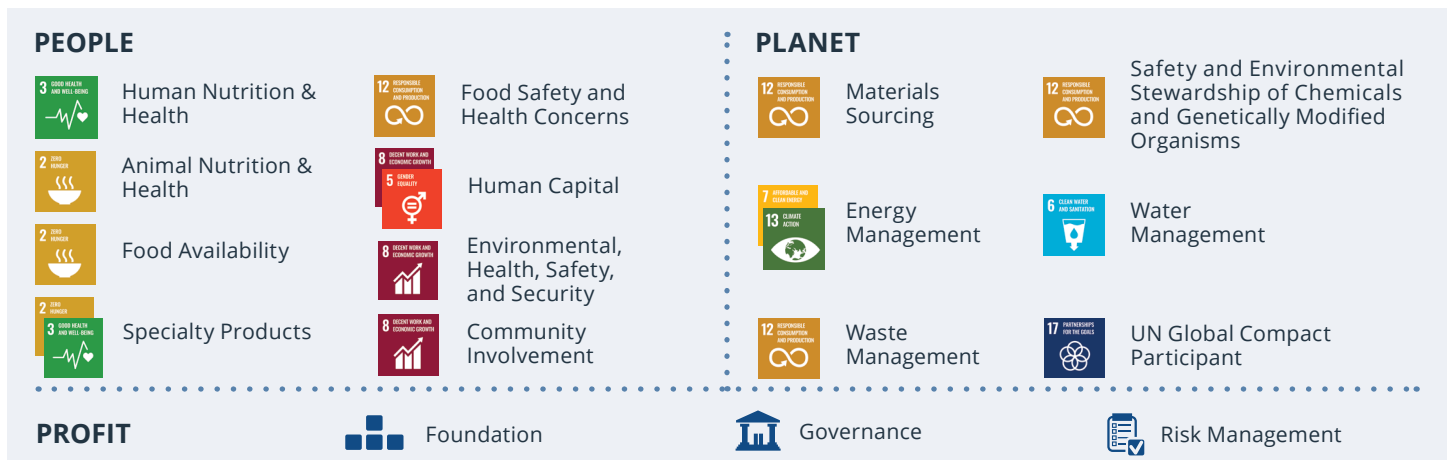 PEOPLE
3 GOOD HEALTH
AND WELL-BEING
Human Nutrition &
Health
2 ZERO
HUNGER
Animal Nutrition &
Health
2 ZERO
HUNGER
Food Availability
2 ZERO
HUNGER
3 GOOD HEALTH
AND WELL-BEING
Specialty Products
12 RESPONSIBLE
CONSUMPTION
AND PRODUCTION
Food Safety and
Health Concerns
8 DECENT WORK AND
ECONOMIC GROWTH
5 GENDER
EQUALITY
Human Capital
8 DECENT WORK AND
ECONOMIC GROWTH
Environmental,
Health, Safety,
and Security
8 DECENT WORK AND
ECONOMIC GROWTH
Community
Involvement
PLANET
12 RESPONSIBLE
CONSUMPTION
AND PRODUCTION
Materials
Sourcing
7 AFFORDABLE AND
CLEAN ENERGY
13 CLIMATE
ACTION
Energy
Management
12 RESPONSIBLE
CONSUMPTION
AND PRODUCTION
Waste
Management
12 RESPONSIBLE
CONSUMPTION
AND PRODUCTION
Safety and Environmental
Stewardship of Chemicals
and Genetically Modified
Organisms
6 CLEAN WATER
AND SANITATION
Water
Management
17 PARTNERSHIPS
FOR THE GOALS
UN Global Compact
Participant
PROFIT
Foundation
Governance
Risk Management